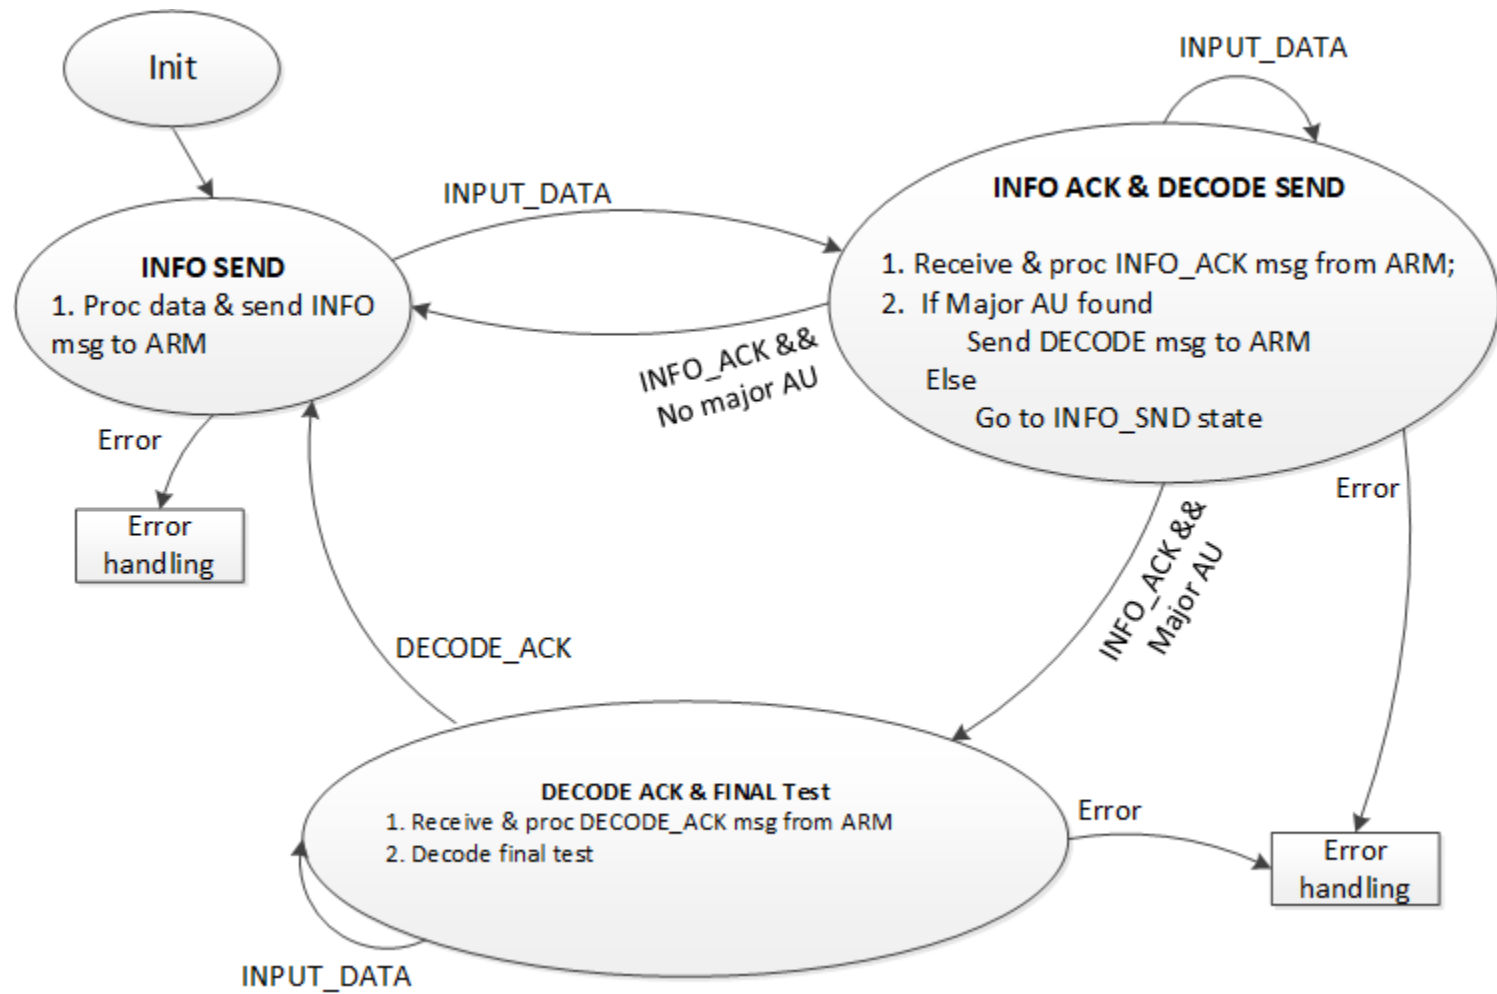 Init
INPUT_DATA
INFO ACK & DECODE SEND
1. Receive & proc INFO_ACK msg from ARM;
2. If Major AU found
Send DECODE msg to ARM
Else
Go to INFO_SND state
INPUT_DATA
INFO SEND
1. Proc data & send INFO
msg to ARM
INFO_ACK &&
No major AU
Error
Error
handling
Error
INFO_ACK &&
Major AU
DECODE_ACK
DECODE ACK & FINAL Test
1. Receive & proc DECODE_ACK msg from ARM
2. Decode final test
Error
Error
handling
INPUT_DATA